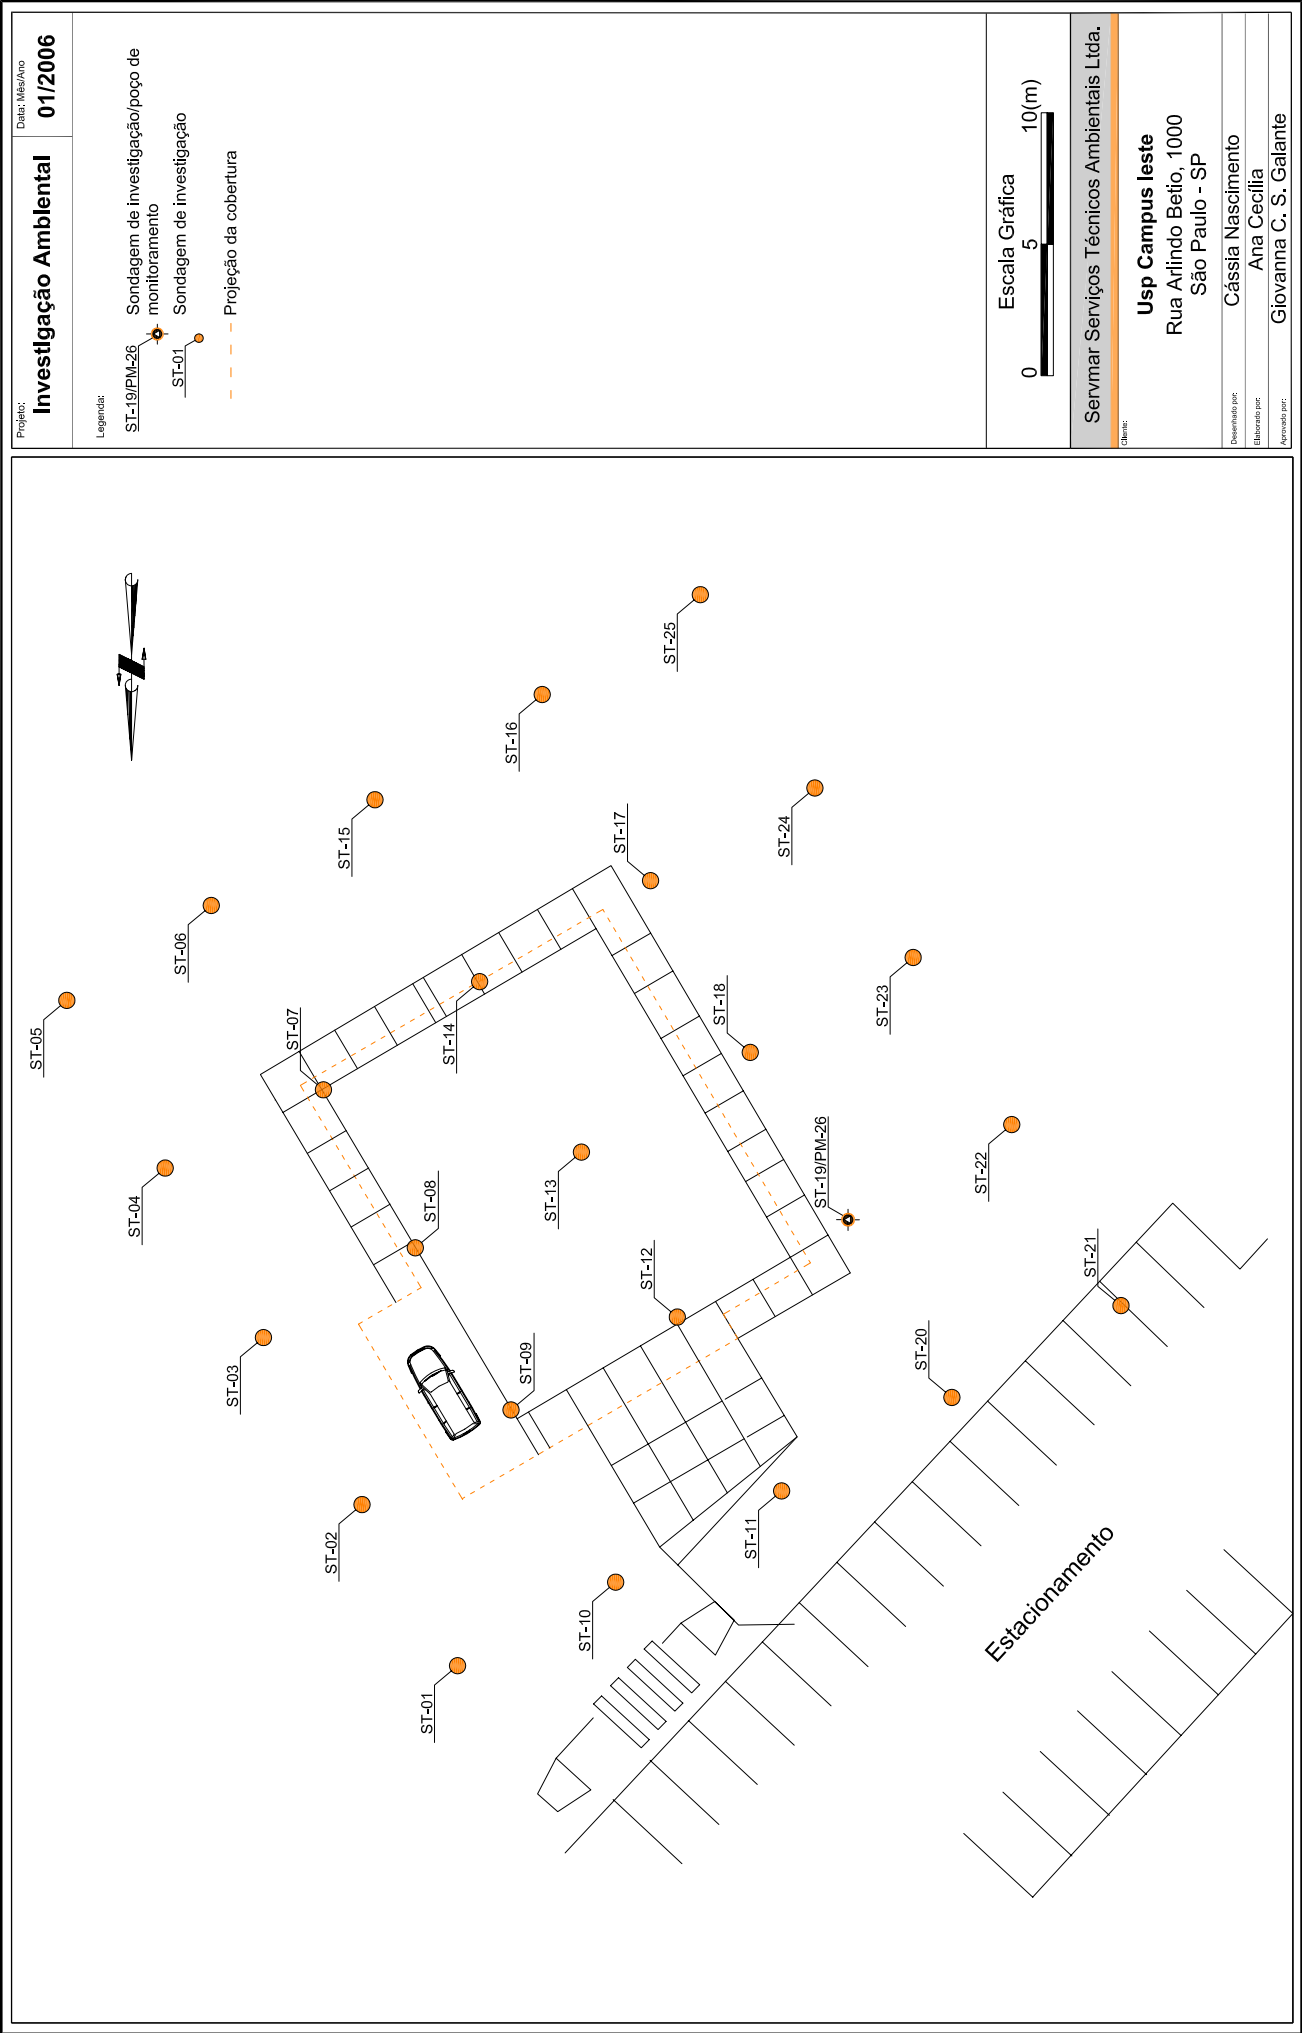 Projeto:
Investigação Ambiental
Data: Mês/Ano
01/2006
Legenda:
ST-19/PM-26
Sondagem de investigação/poço de
monitoramento
ST-01
Sondagem de investigação
Projeção da cobertura
Escala Gráfica
0
5
10(m)
Servmar Serviços Técnicos Ambientais Ltda.
Cliente:
Usp Campus leste
Rua Arlindo Betio, 1000
São Paulo - SP
Desenhado por:
Cássia Nascimento
Elaborado por:
Ana Cecília
Aprovado por:
Giovanna C. S. Galante
ST-05
ST-06
ST-04
ST-07
ST-15
ST-03
ST-08
ST-14
ST-16
ST-02
ST-09
ST-13
ST-17
ST-25
ST-01
ST-10
ST-12
ST-18
ST-24
ST-11
ST-19/PM-26
ST-23
ST-20
ST-22
ST-21
Estacionamento